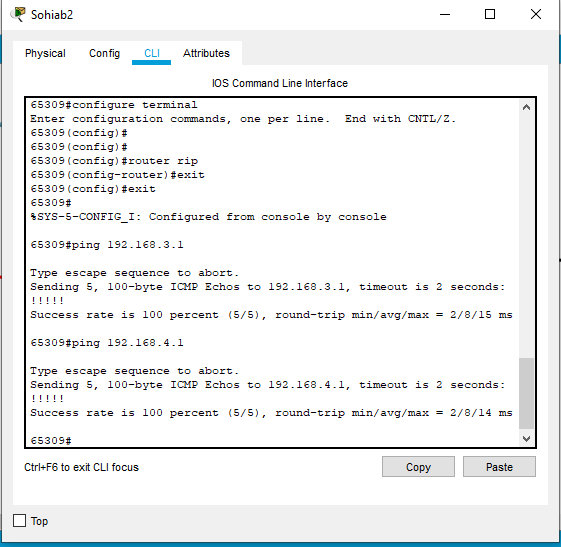 Sohiab2
Physical Config CLI Attributes
IOS Command Line Interface
65309#configure terminal
Enter configuration commands, one per line.  End with CNTL/Z.
65309(config)#
65309(config)#
65309(config)#router rip
65309(config-router)#exit
65309(config)#exit
65309#
%SYS-5-CONFIG_I: Configured from console by console
65309#ping 192.168.3.1
Type escape sequence to abort.
Sending 5, 100-byte ICMP Echos to 192.168.3.1, timeout is 2 seconds:
!!!!!
Success rate is 100 percent (5/5), round-trip min/avg/max = 2/8/15 ms
65309#ping 192.168.4.1
Type escape sequence to abort.
Sending 5, 100-byte ICMP Echos to 192.168.4.1, timeout is 2 seconds:
!!!!!
Success rate is 100 percent (5/5), round-trip min/avg/max = 2/8/14 ms
65309#
Ctrl+F6 to exit CLI focus
Copy Paste
Top